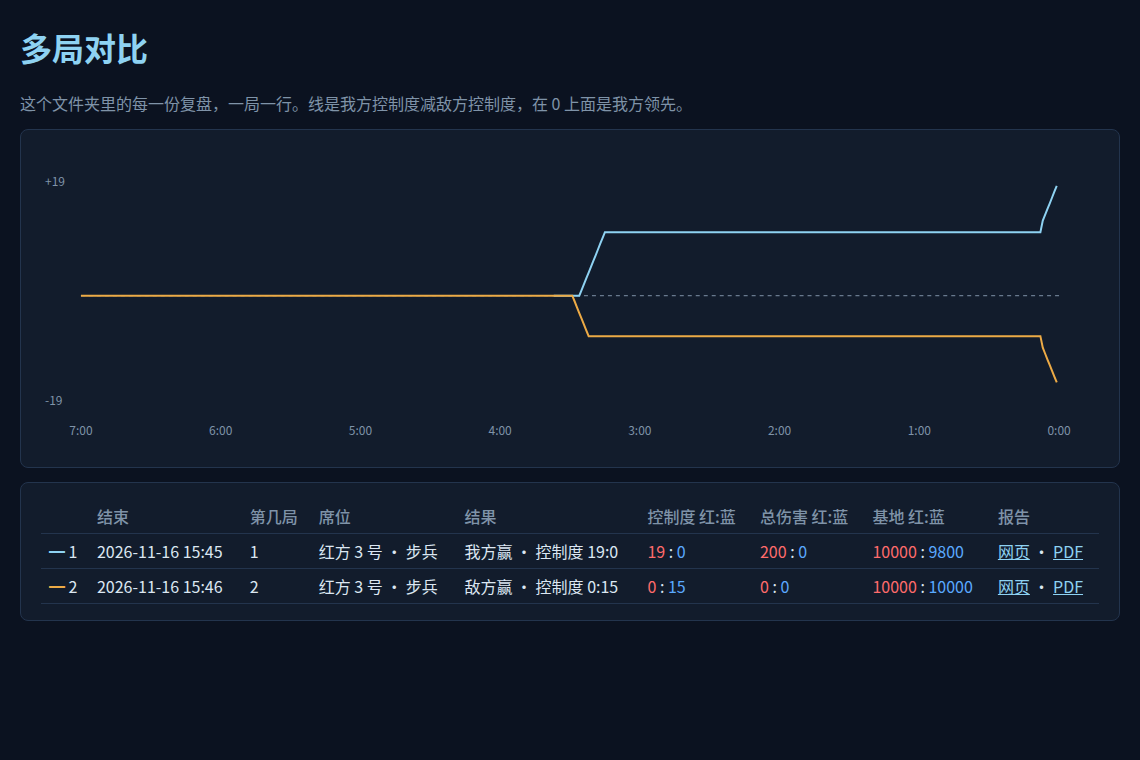 多局对比
这个文件夹里的每一份复盘，一局一行。线是我方控制度减敌方控制度，在 0 上面是我方领先。
+19
-19
7:00 6:00 5:00 4:00 3:00 2:00 1:00 0:00
结束 第几局 席位 结果 控制度 红:蓝 总伤害 红:蓝 基地 红:蓝 报告
1 2026-11-16 15:45 1 红方 3 号 · 步兵 我方赢 · 控制度 19:0 19 : 0 200 : 0 10000 : 9800 网页 · PDF
2 2026-11-16 15:46 2 红方 3 号 · 步兵 敌方赢 · 控制度 0:15 0 : 15 0 : 0 10000 : 10000 网页 · PDF